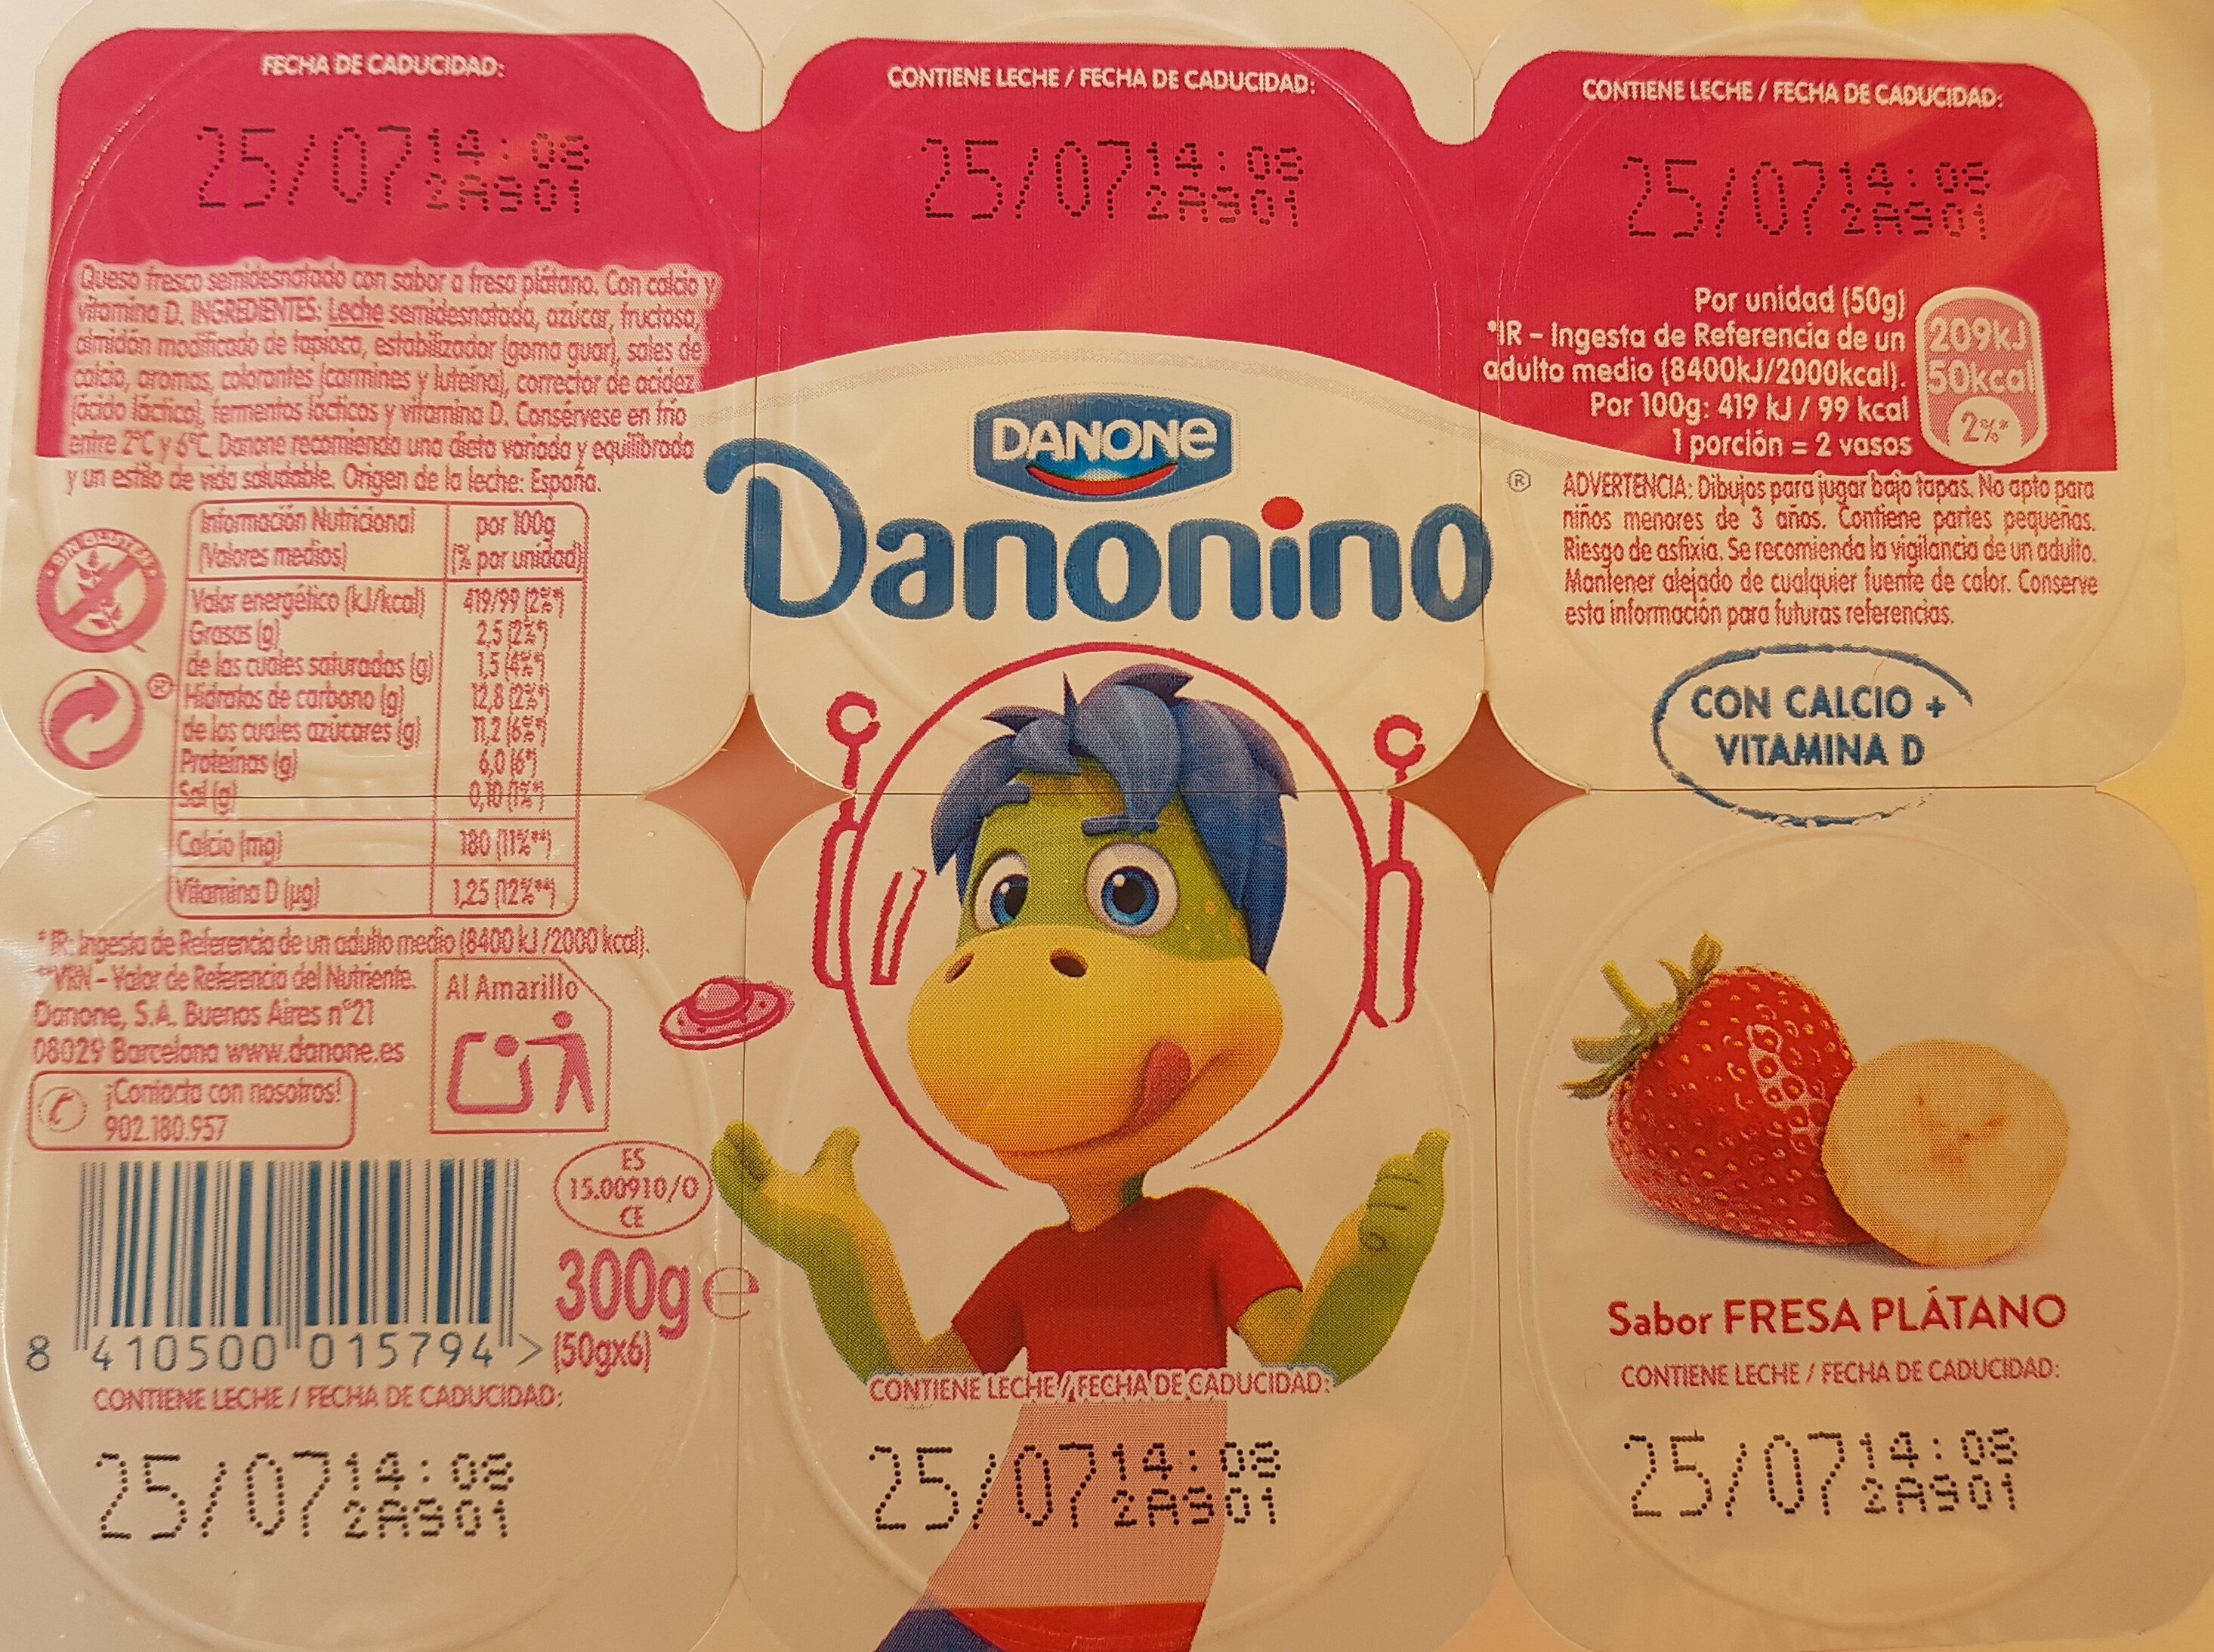 FECHA DE CADUCIDAD:
25/07 14:08
2A901
Queso fresco semidesnatado con sabor a fresa plátano. Con calcio y
vitamina D. INGREDIENTES: Leche semidesnatada, azúcar, fructosa,
almidón modificado de tapioca, estabilizador (goma guar), sales de
calcio, aromas, colorantes (carmines y luteína), corrector de acidez
(ácido láctico), fermentos lácticos y vitamina D. Consérvese en frío
entre 2ºC y 6ºC. Danone recomienda una dieta variada y equilibrada
y un estilo de vida saludable. Origen de la leche: España.
SIN GLUTEN
Información Nutricional por 100g
(Valores medios) (% por unidad)
Valor energético (kJ/kcal) 419/99 (2%*)
Grasas (g) 2,5 (2%*)
de las cuales saturadas (g) 1,5 (4%*)
Hidratos de carbono (g) 12,8 (2%*)
de los cuales azúcares (g) 11,2 (6%*)
Proteínas (g) 6,0 (6*)
Sal (g) 0,10 (1%*)
Calcio (mg) 180 (11%**)
Vitamina D (µg) 1,25 (12%**)
®
* IR: Ingesta de Referencia de un adulto medio (8400 kJ /2000 kcal).
**VRN – Valor de Referencia del Nutriente.
Danone, S.A. Buenos Aires nº21
08029 Barcelona www.danone.es
¡Contacta con nosotros!
902.180.957
Al Amarillo
ES
15.00910/O
CE
300g e
(50gx6)
8 410500 015794 >
CONTIENE LECHE / FECHA DE CADUCIDAD:
25/07 14:08
2A901
CONTIENE LECHE / FECHA DE CADUCIDAD:
25/07 14:08
2A901
DANONE
Danonino
®
CONTIENE LECHE / FECHA DE CADUCIDAD:
25/07 14:08
2A901
CONTIENE LECHE / FECHA DE CADUCIDAD:
25/07 14:08
2A901
Por unidad (50g)
*IR – Ingesta de Referencia de un
adulto medio (8400kJ/2000kcal).
Por 100g: 419 kJ / 99 kcal
1 porción = 2 vasos
209kJ
50kcal
2%*
ADVERTENCIA: Dibujos para jugar bajo tapas. No apto para
niños menores de 3 años. Contiene partes pequeñas.
Riesgo de asfixia. Se recomienda la vigilancia de un adulto.
Mantener alejado de cualquier fuente de calor. Conserve
esta información para futuras referencias.
CON CALCIO +
VITAMINA D
Sabor FRESA PLÁTANO
CONTIENE LECHE / FECHA DE CADUCIDAD:
25/07 14:08
2A901